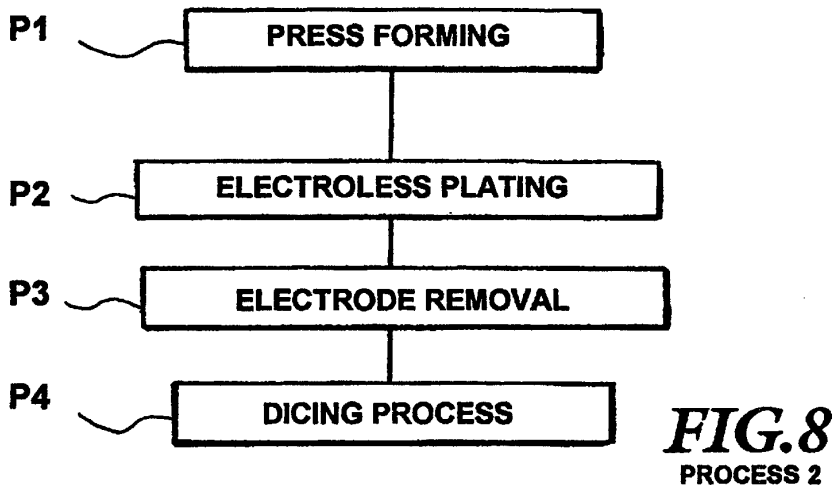 P1 PRESS FORMING
P2 ELECTROLESS PLATING
P3 ELECTRODE REMOVAL
P4 DICING PROCESS
FIG.8
PROCESS 2